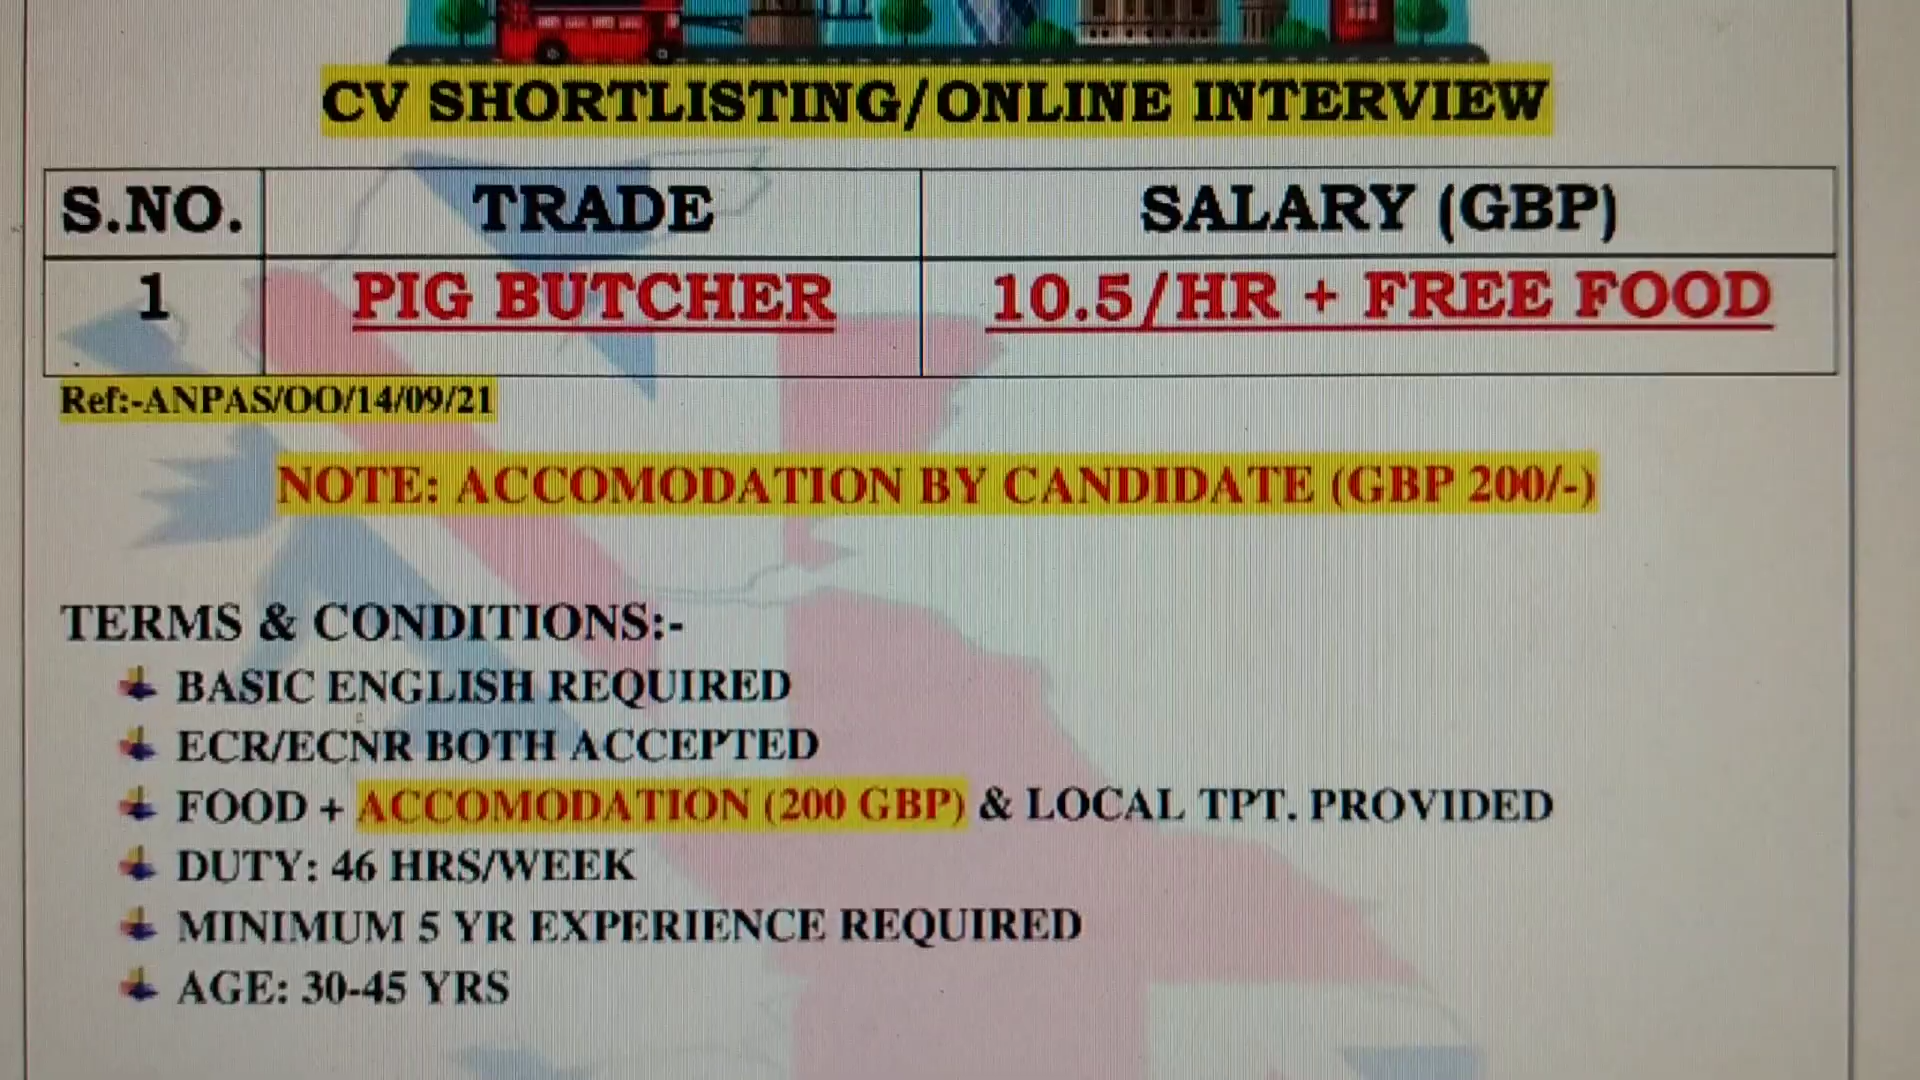 CV SHORTLISTING/ONLINE INTERVIEW
S.NO. TRADE SALARY (GBP)
1 PIG BUTCHER 10.5/HR + FREE FOOD
Ref:-ANPAS/OO/14/09/21
NOTE: ACCOMODATION BY CANDIDATE (GBP 200/-)
TERMS & CONDITIONS:-
BASIC ENGLISH REQUIRED
ECR/ECNR BOTH ACCEPTED
FOOD + ACCOMODATION (200 GBP) & LOCAL TPT. PROVIDED
DUTY: 46 HRS/WEEK
MINIMUM 5 YR EXPERIENCE REQUIRED
AGE: 30-45 YRS